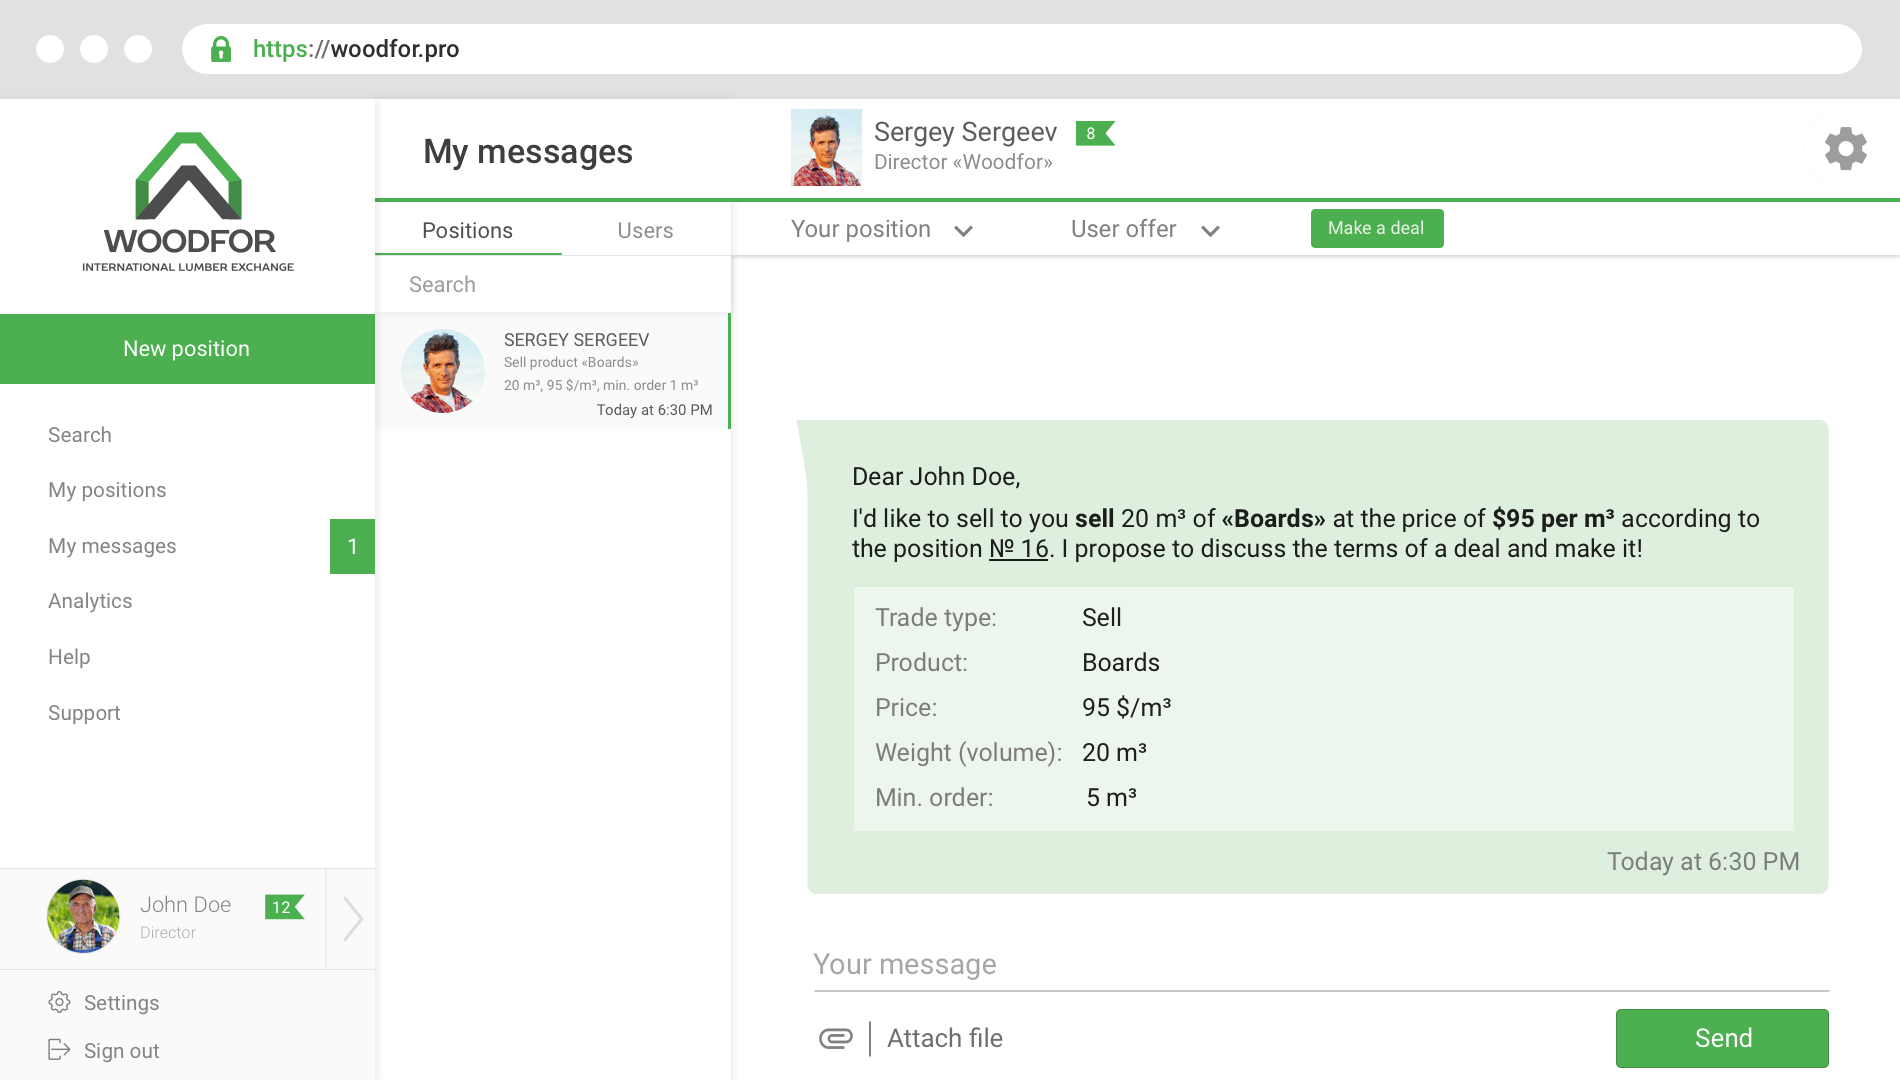 https://woodfor.pro
WOODFOR
INTERNATIONAL LUMBER EXCHANGE
New position
Search
My positions
My messages
1
Analytics
Help
Support
John Doe
12
Director
Settings
Sign out
My messages
Positions
Users
Search
SERGEY SERGEEV
Sell product «Boards»
20 m³, 95 $/m³, min. order 1 m³
Today at 6:30 PM
Sergey Sergeev
8
Director «Woodfor»
Your position
User offer
Make a deal
Dear John Doe,
I'd like to sell to you sell 20 m³ of «Boards» at the price of $95 per m³ according to
the position № 16. I propose to discuss the terms of a deal and make it!
Trade type: Sell
Product: Boards
Price: 95 $/m³
Weight (volume): 20 m³
Min. order: 5 m³
Today at 6:30 PM
Your message
Attach file
Send